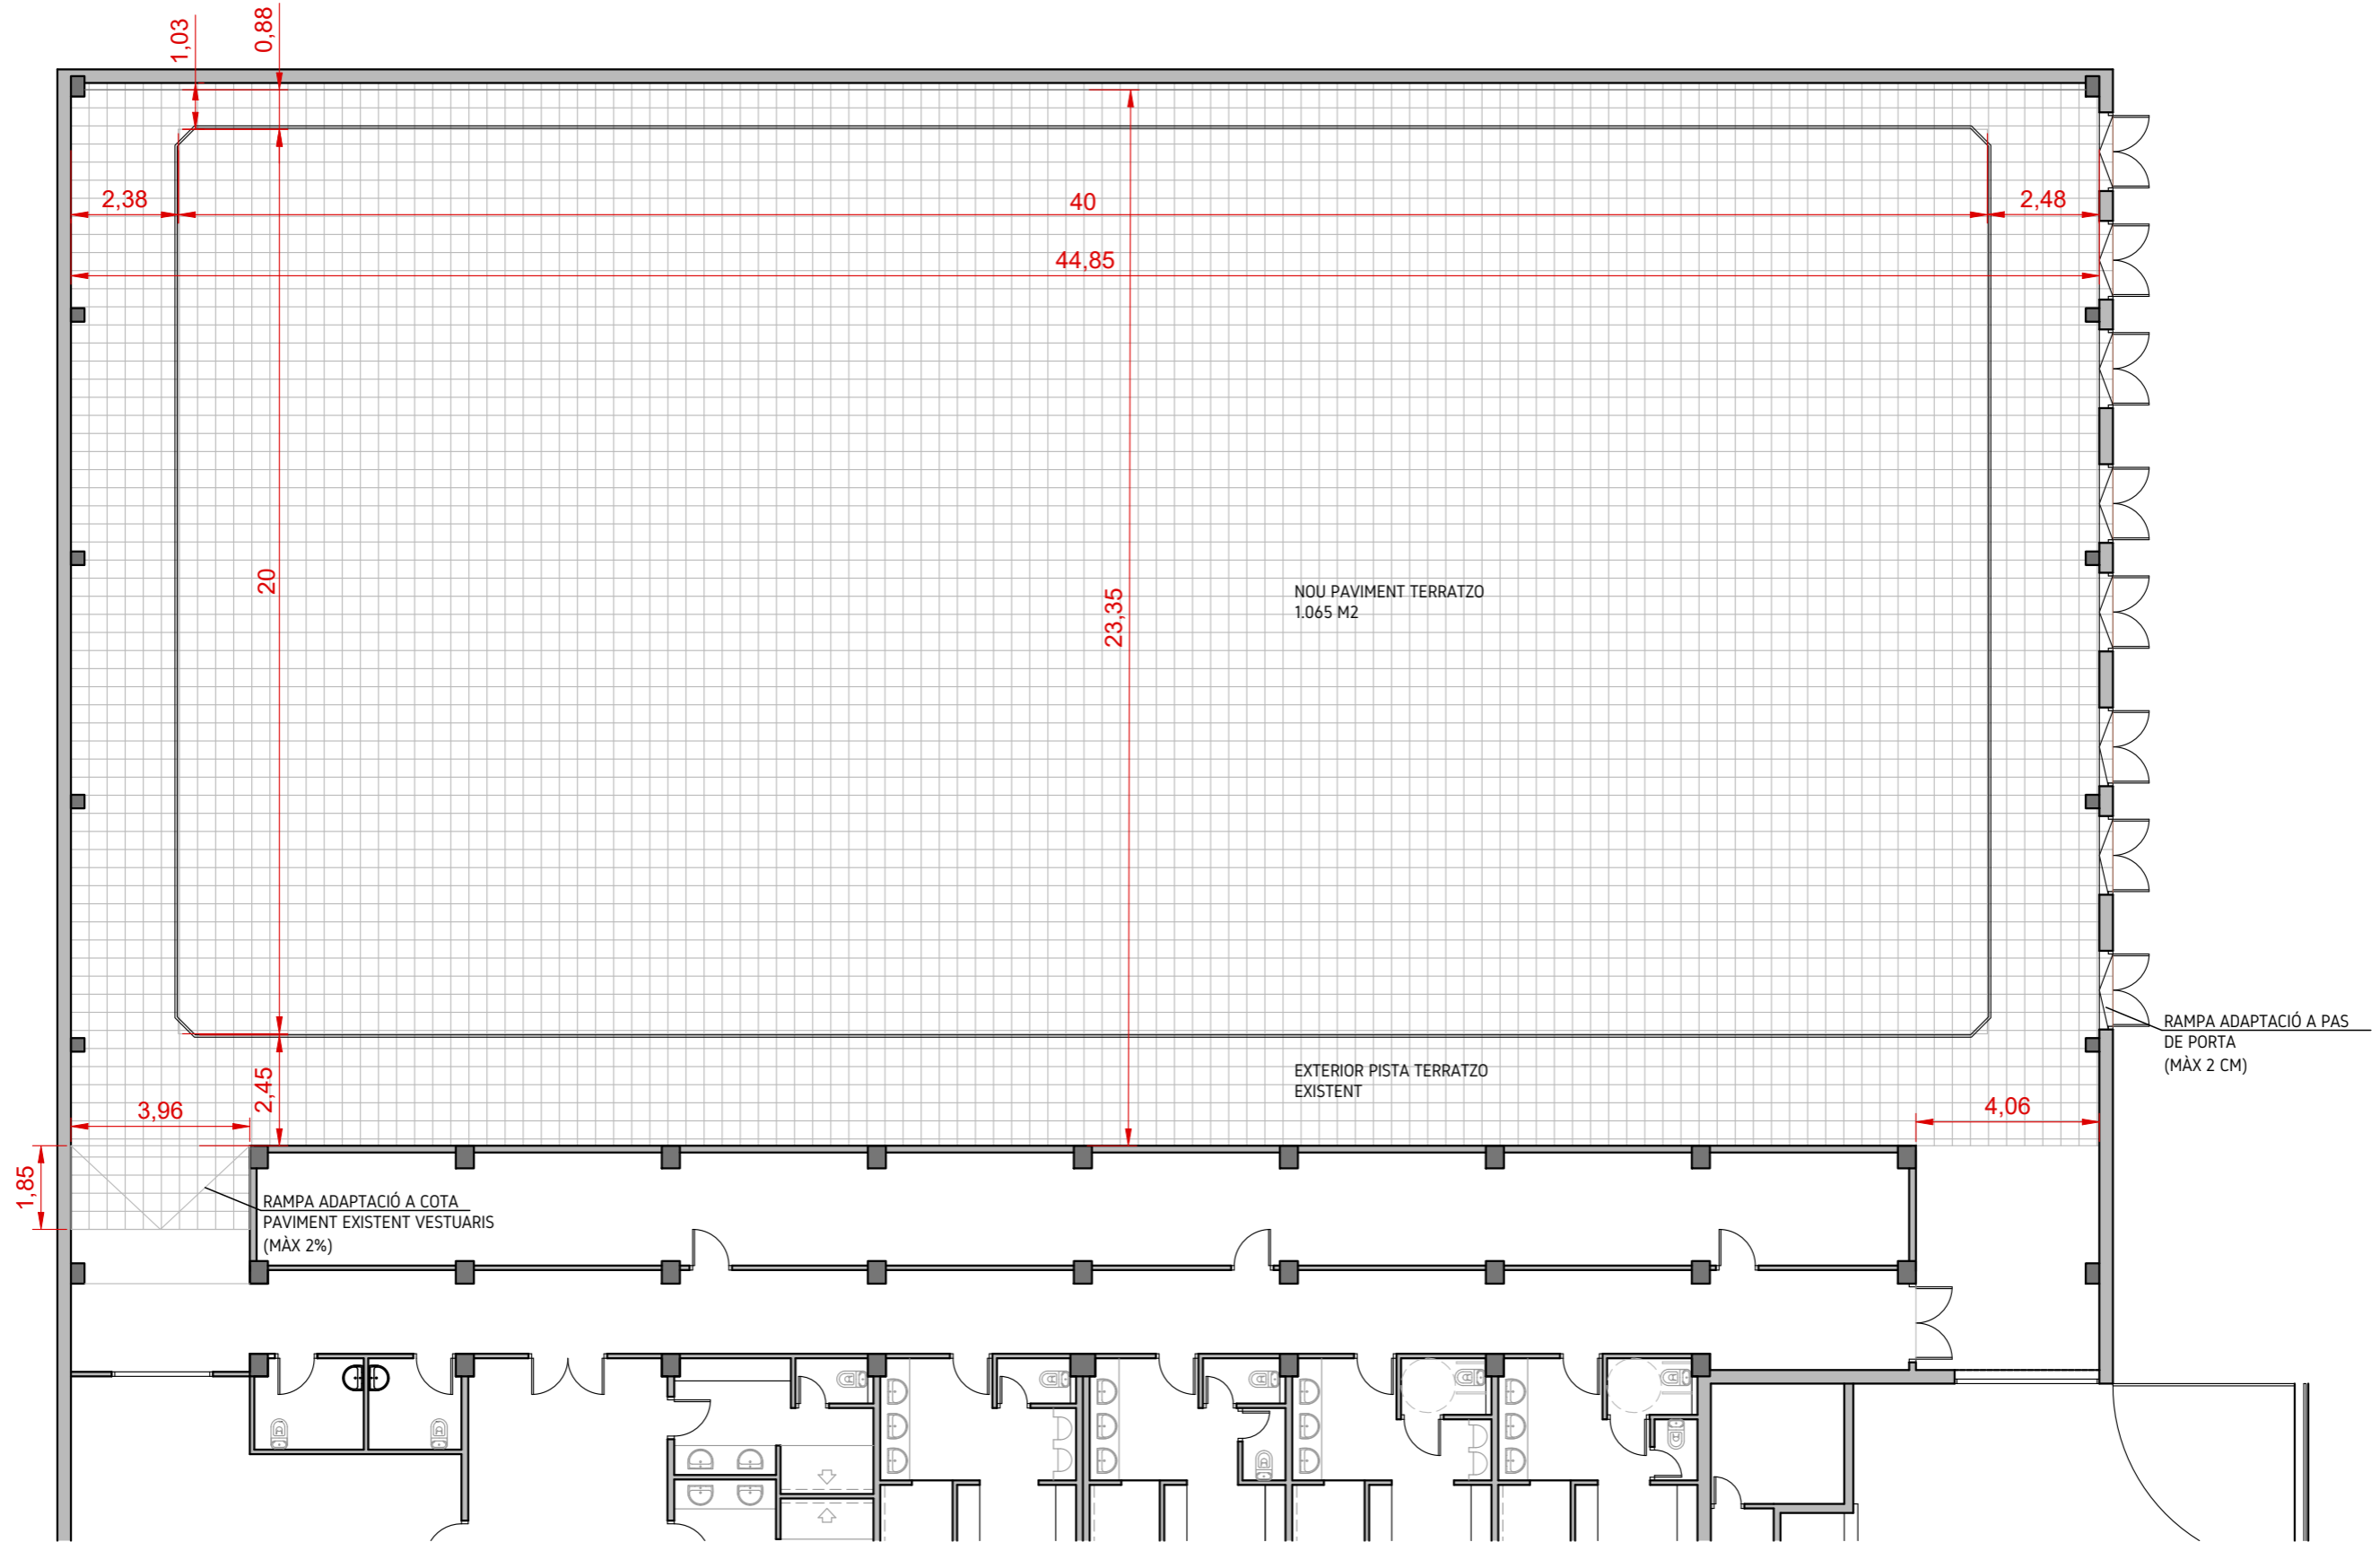 1,03
0,88
2,38
40
2,48
44,85
20
23,35
NOU PAVIMENT TERRATZO
1.065 M2
RAMPA ADAPTACIÓ A PAS
DE PORTA
(MÀX 2 CM)
EXTERIOR PISTA TERRATZO
EXISTENT
2,45
3,96
4,06
1,85
RAMPA ADAPTACIÓ A COTA
PAVIMENT EXISTENT VESTUARIS
(MÀX 2%)